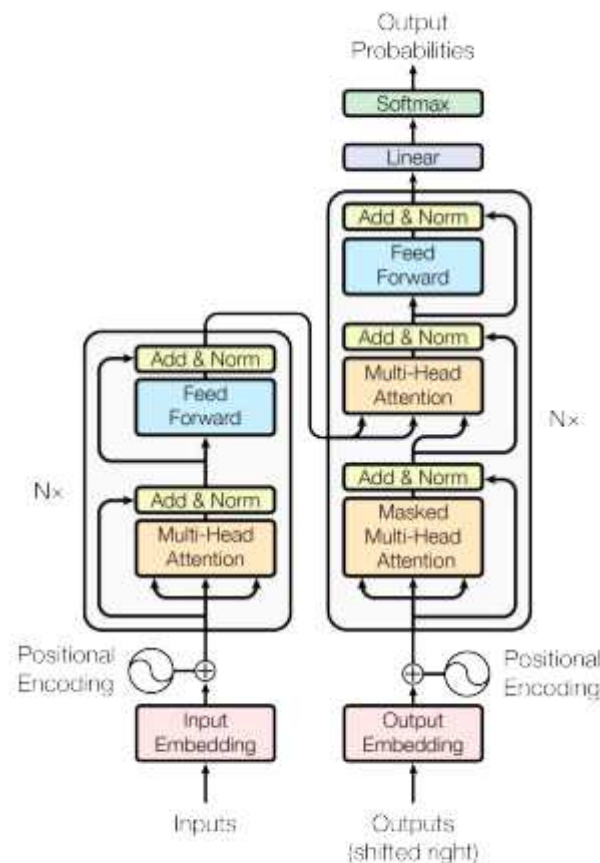 Output
Probabilities
Softmax
Linear
Add & Norm
Feed
Forward
Add & Norm
Multi-Head
Attention
Add & Norm
Masked
Multi-Head
Attention
N×
Add & Norm
Feed
Forward
Add & Norm
Multi-Head
Attention
N×
Positional
Encoding
Positional
Encoding
Input
Embedding
Output
Embedding
Inputs
Outputs
(shifted right)